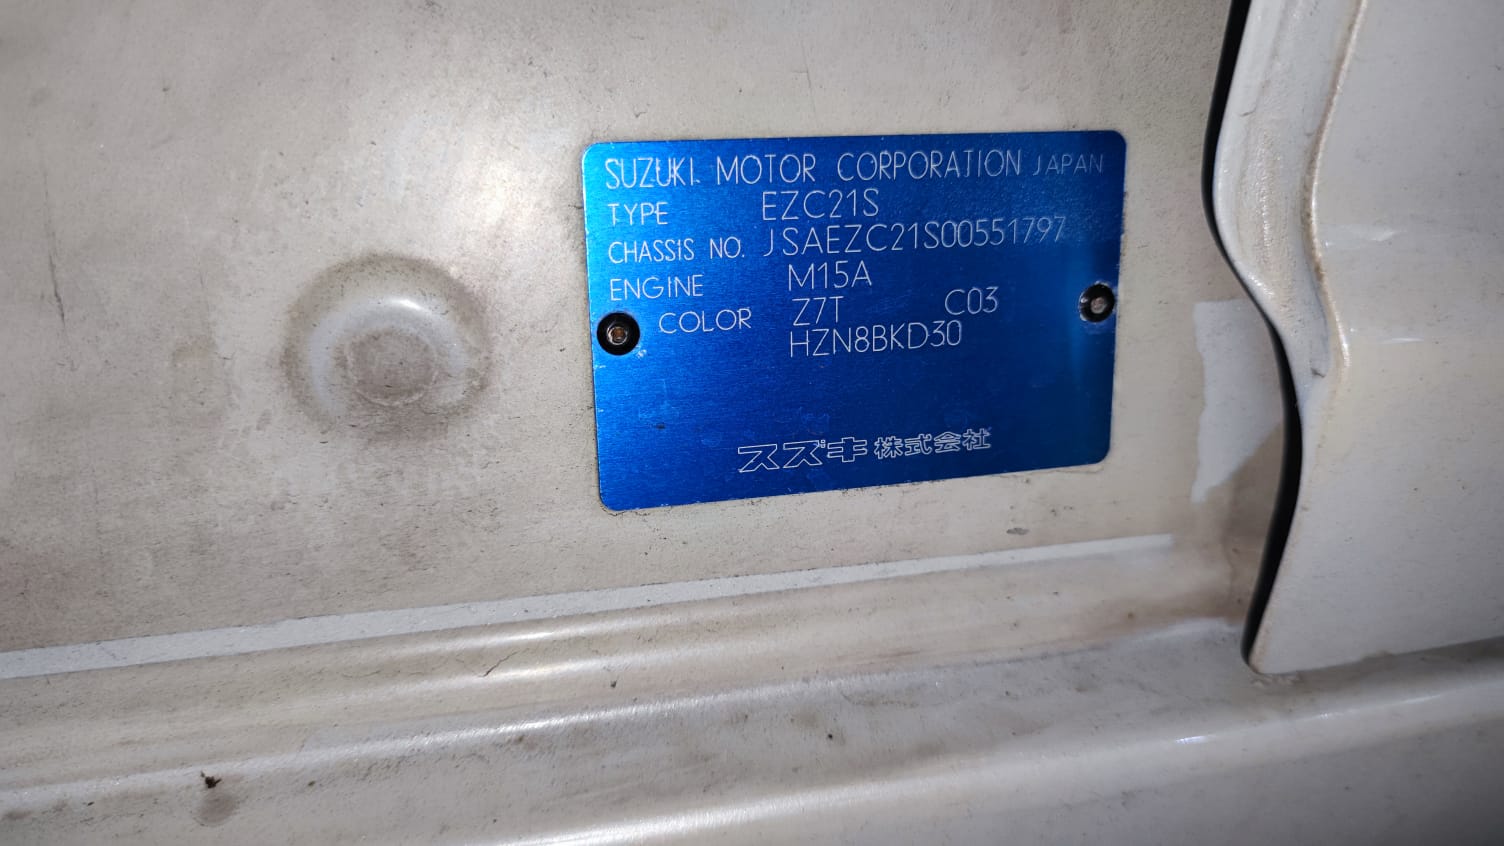 SUZUKI MOTOR CORPORATION JAPAN
TYPE EZC21S
CHASSIS NO. JSAEZC21S00551797
ENGINE M15A
COLOR Z7T C03
HZN8BKD30
スズキ株式会社